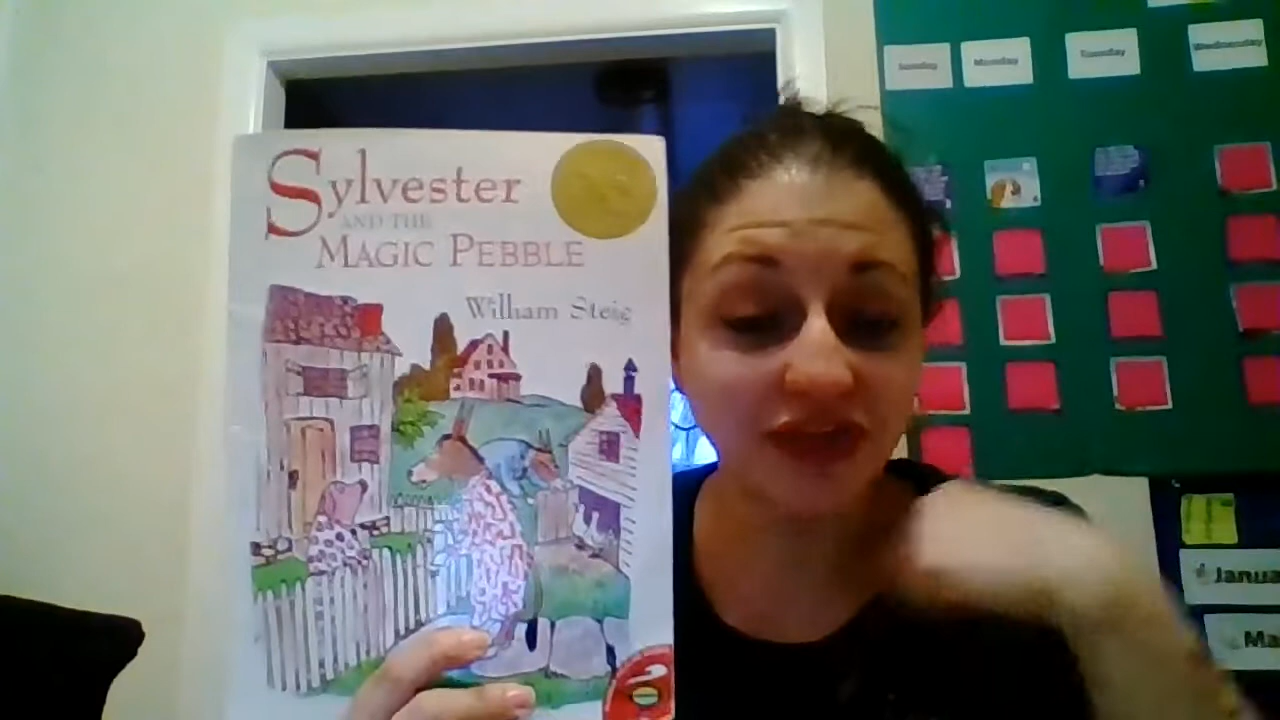 Sylvester
AND THE
MAGIC PEBBLE
William Steig
Sunday
Monday
Tuesday
Wednesday
Janua
Ma